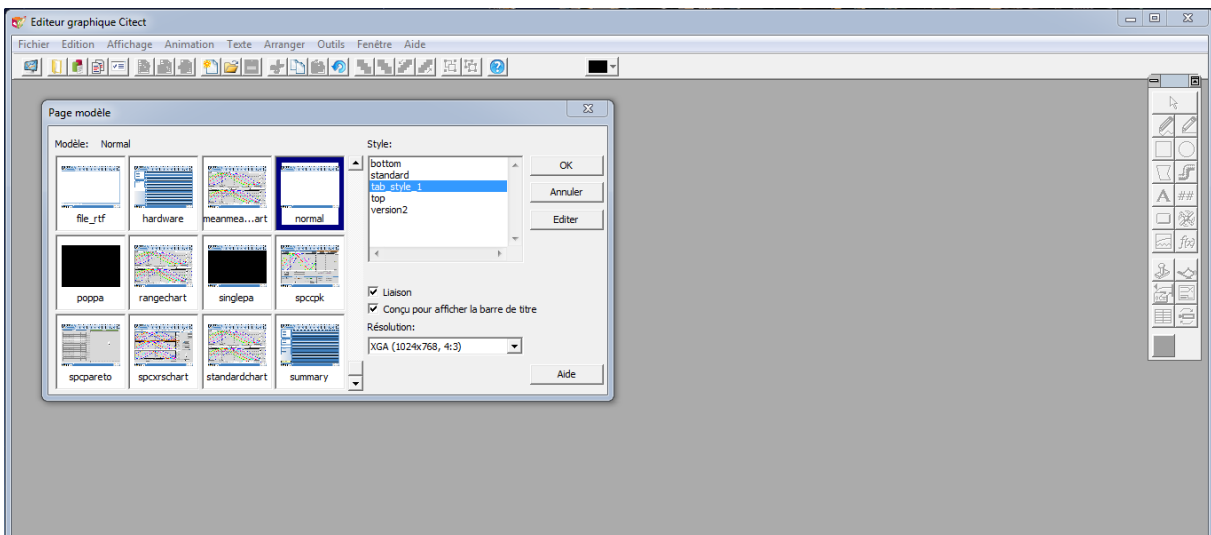 Editeur graphique Citect
Fichier Edition Affichage Animation Texte Arranger Outils Fenêtre Aide
Page modèle
Modèle: Normal
file_rtf hardware meanmea...art normal
poppa rangechart singlepa spccpk
spcpareto spcxrschart standardchart summary
Style:
bottom
standard
tab_style_1
top
version2
OK
Annuler
Editer
Liaison
Conçu pour afficher la barre de titre
Résolution:
XGA (1024x768, 4:3)
Aide
A ##
f(x)